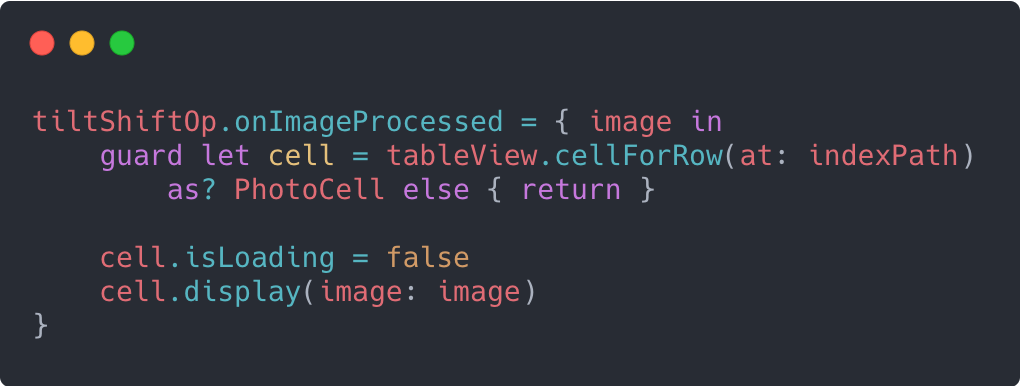 tiltShiftOp.onImageProcessed = { image in
    guard let cell = tableView.cellForRow(at: indexPath)
        as? PhotoCell else { return }

    cell.isLoading = false
    cell.display(image: image)
}